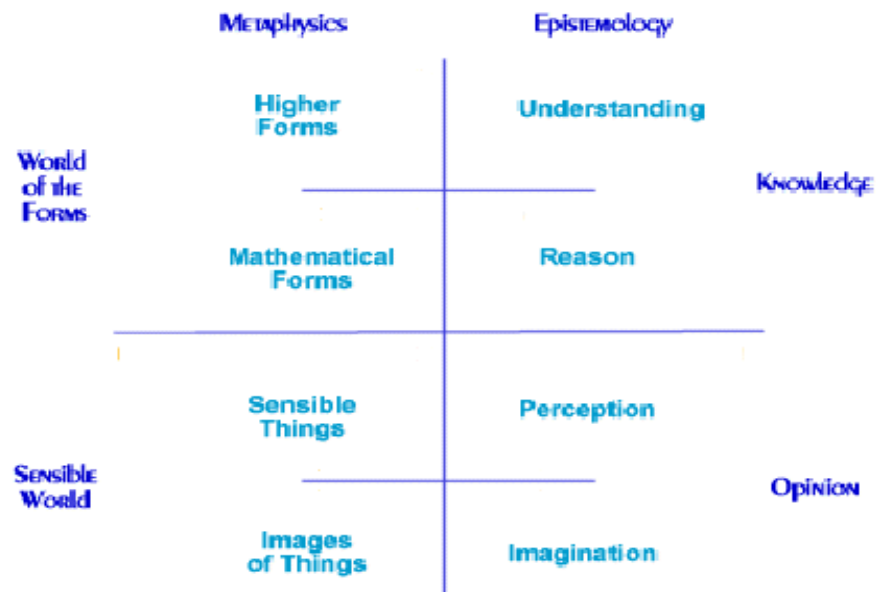 Metaphysics Epistemology
Higher
Forms
Understanding
World
of the
Forms
Knowledge
Mathematical
Forms
Reason
Sensible
Things
Perception
Sensible
World
Opinion
Images
of Things
Imagination